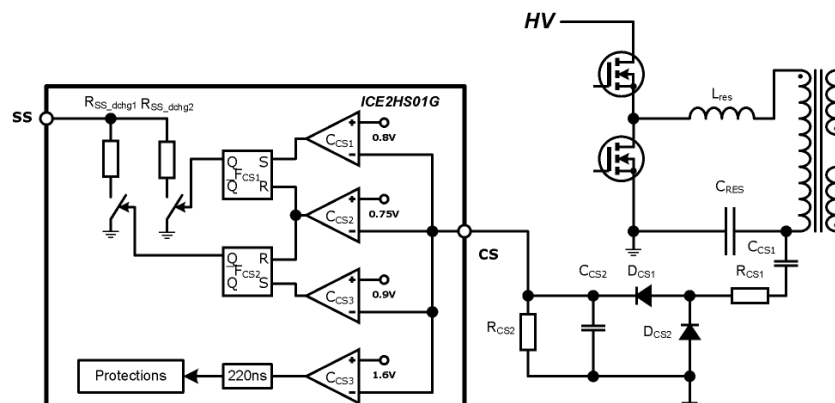 HV
ICE2HS01G
RSS_dchg1 RSS_dchg2
Lres
SS
0.8V
CCS1
Q S
FCS1
Q R
CRES
CCS2
0.75V
CCS1
CS
Q R
FCS2
Q S
CCS2 DCS1 RCS1
CCS3
0.9V
RCS2
DCS2
1.6V
Protections
220ns
CCS3